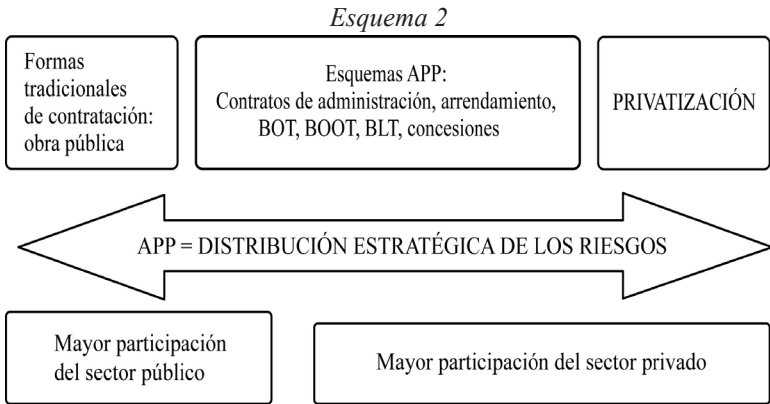 Esquema 2
Formas
tradicionales
de contratación:
obra pública
Esquemas APP:
Contratos de administración, arrendamiento,
BOT, BOOT, BLT, concesiones
PRIVATIZACIÓN
APP = DISTRIBUCIÓN ESTRATÉGICA DE LOS RIESGOS
Mayor participación
del sector público
Mayor participación del sector privado